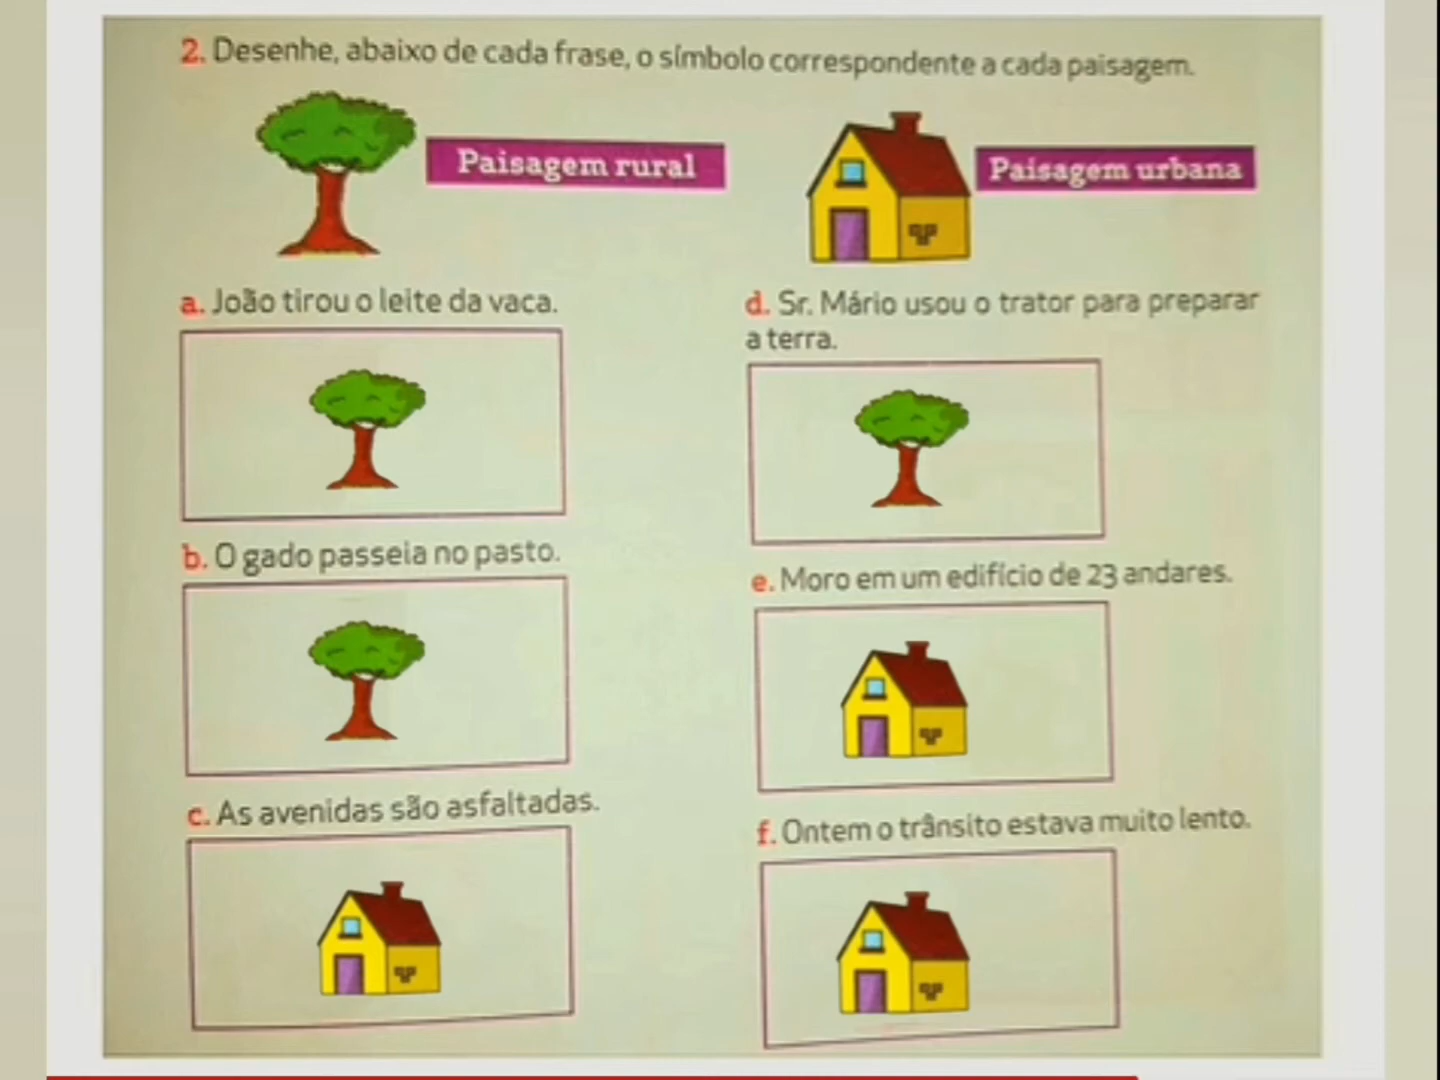 2. Desenhe, abaixo de cada frase, o símbolo correspondente a cada paisagem.
Paisagem rural
Paisagem urbana
a. João tirou o leite da vaca.
b. O gado passeia no pasto.
c. As avenidas são asfaltadas.
d. Sr. Mário usou o trator para preparar
a terra.
e. Moro em um edifício de 23 andares.
f. Ontem o trânsito estava muito lento.